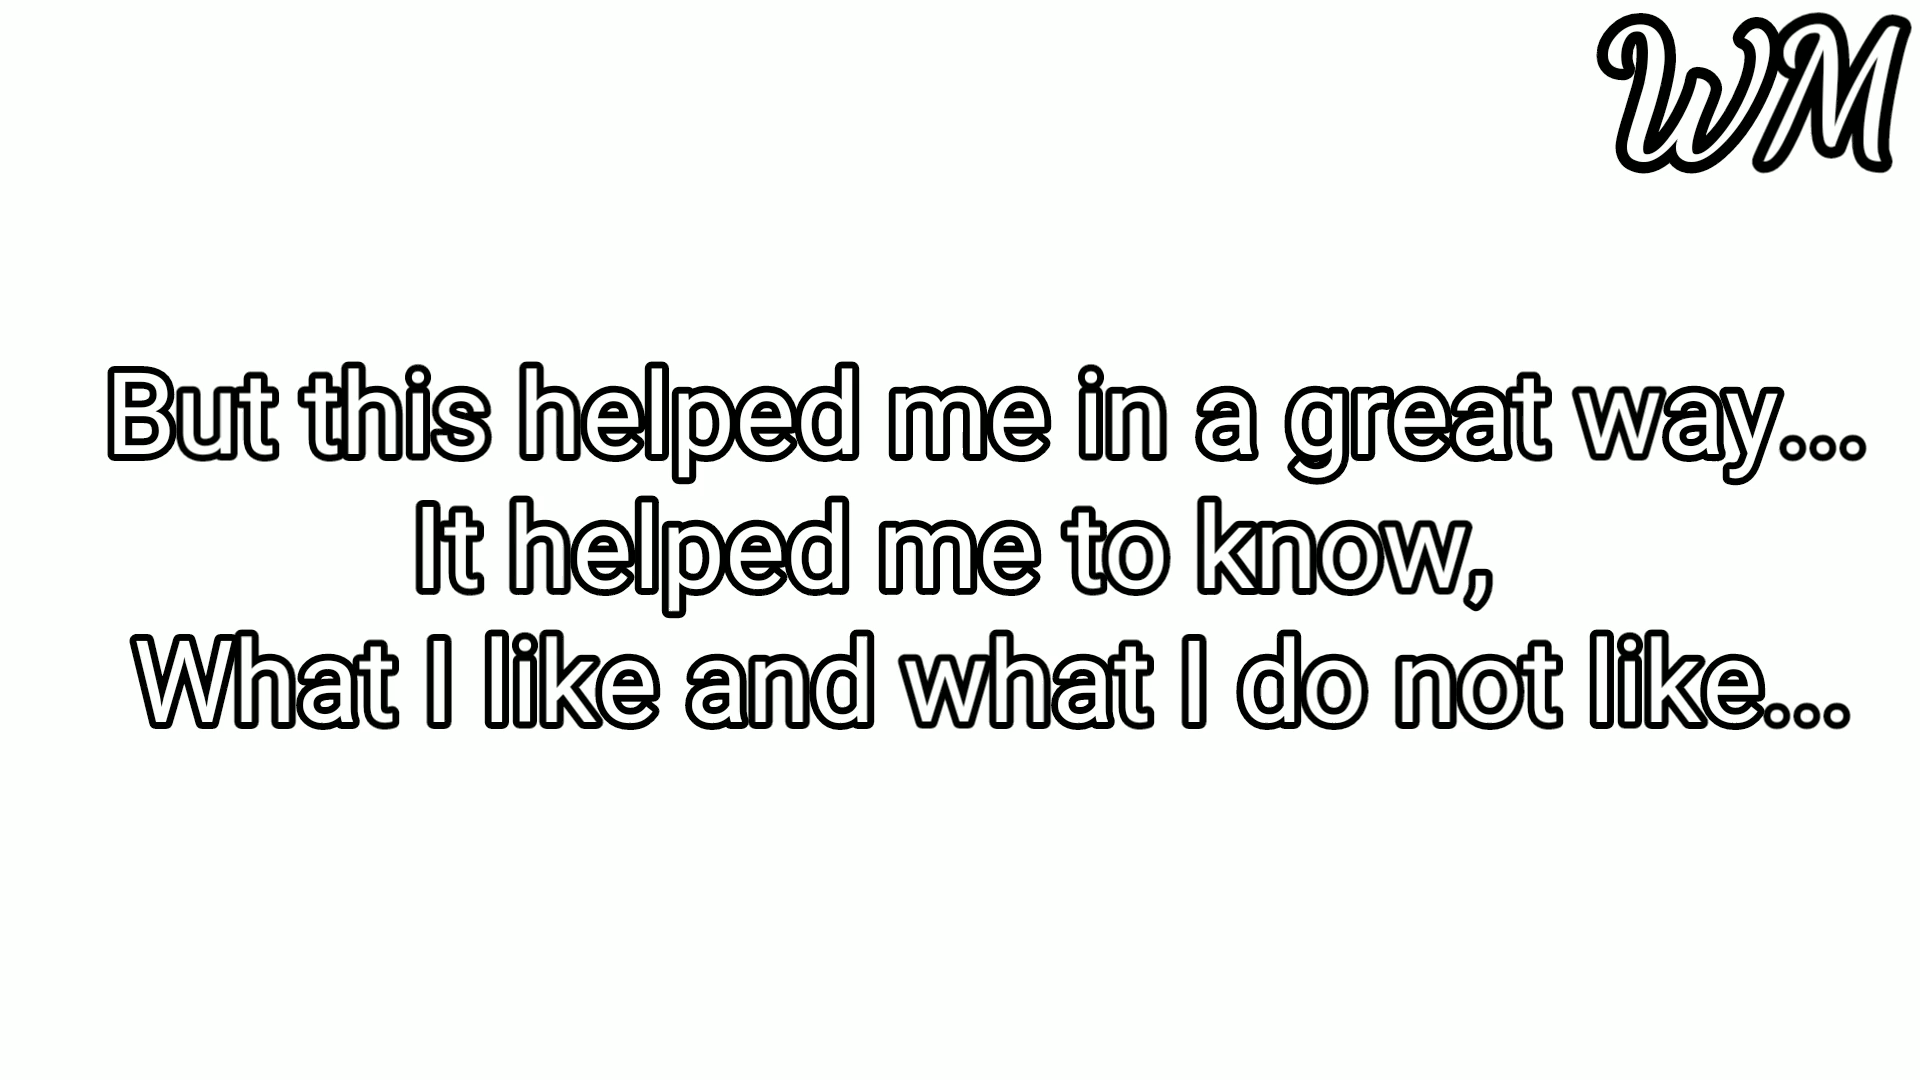 WM
But this helped me in a great way...
It helped me to know,
What I like and what I do not like...